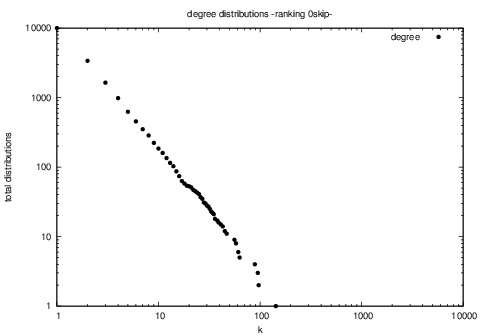 degree distributions -ranking 0skip-
10000
degree
1000
total distributions
100
10
1
1 10 100 1000 10000
k